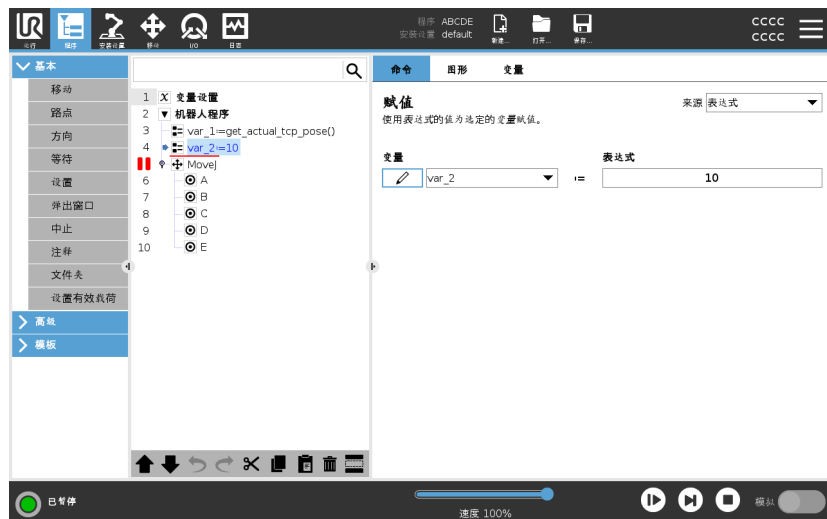 UR
程序 ABCDE
安装设置 default
cccc
cccc
运行
程序
安装设置
移动
I/O
日志
新建...
打开...
保存...
基本
移动
路点
方向
等待
设置
弹出窗口
中止
注释
文件夹
设置有效载荷
高级
模板
1 X 变量设置
2 机器人程序
3 var_1:=get_actual_tcp_pose()
4 var_2:=10
MoveJ
6 A
7 B
8 C
9 D
10 E
命令 图形 变量
赋值
来源 表达式
使用表达式的值为选定的变量赋值。
变量 表达式
var_2 := 10
已暂停
速度 100%
模拟